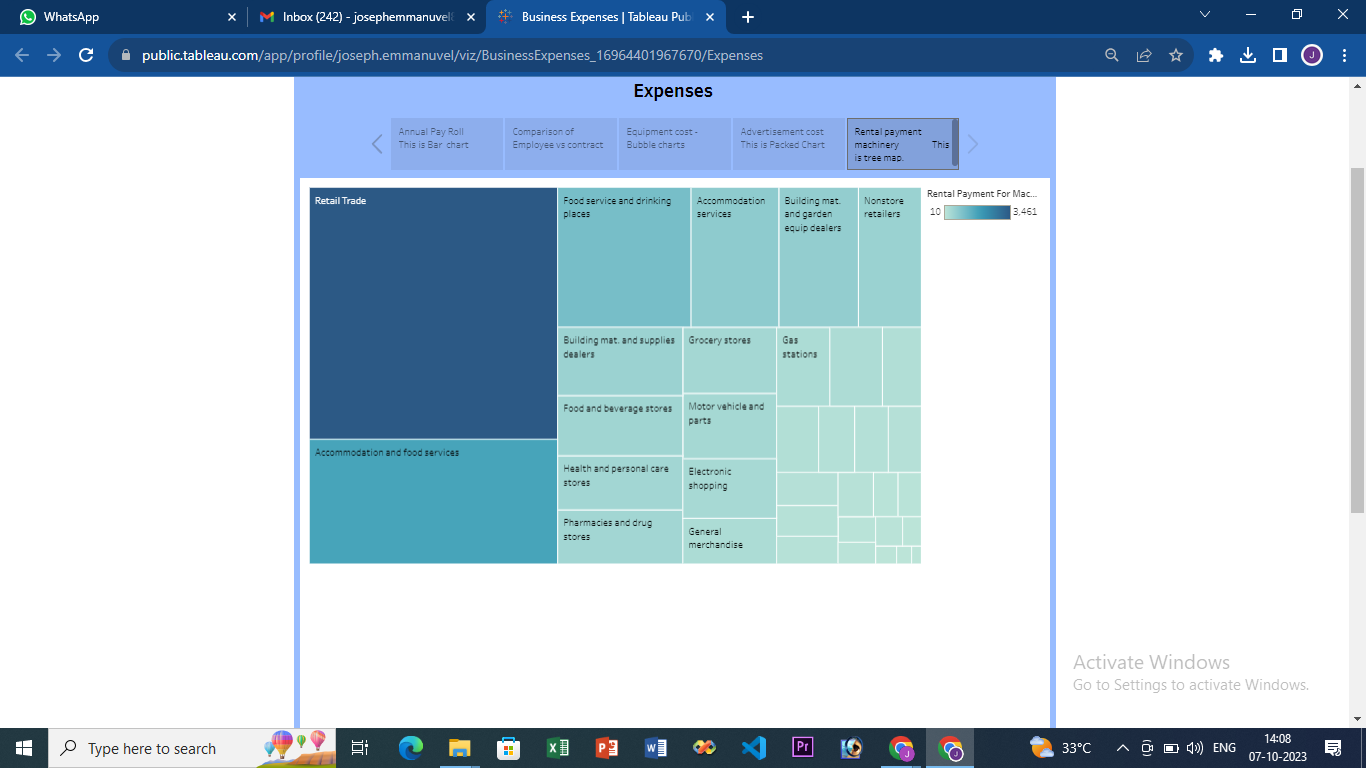 WhatsApp
Inbox (242) - josephemmanuvel
Business Expenses | Tableau Pub
public.tableau.com/app/profile/joseph.emmanuvel/viz/BusinessExpenses_16964401967670/Expenses
J
Expenses
Annual Pay Roll
This is Bar chart
Comparison of
Employee vs contract
Equipment cost -
Bubble charts
Advertisement cost
This is Packed Chart
Rental payment
machinery This
is tree map.
Retail Trade
Food service and drinking
places
Accommodation
services
Building mat.
and garden
equip dealers
Nonstore
retailers
Rental Payment For Mac...
10 3,461
Building mat. and supplies
dealers
Grocery stores
Gas
stations
Food and beverage stores
Motor vehicle and
parts
Accommodation and food services
Health and personal care
stores
Electronic
shopping
Pharmacies and drug
stores
General
merchandise
Activate Windows
Go to Settings to activate Windows.
Type here to search
Pr
J
J
33°C
ENG
14:08
07-10-2023